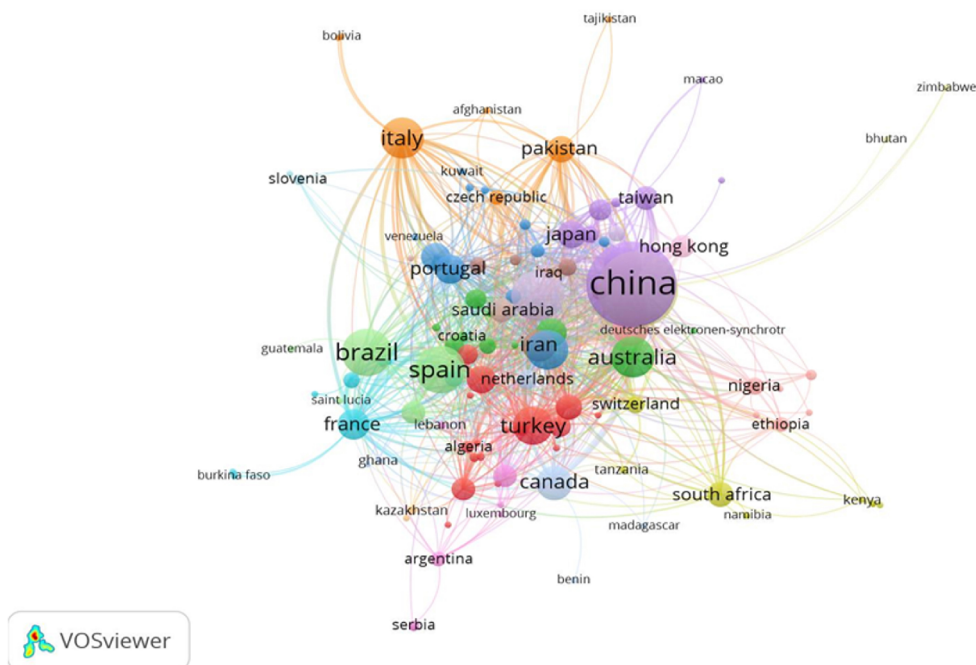 tajikistan
bolivia
macao
zimbabwe
afghanistan
italy
pakistan
bhutan
kuwait
slovenia
czech republic
taiwan
venezuela
japan
hong kong
portugal
iraq
china
saudi arabia
croatia
deutsches elektronen-synchrotr
iran
guatemala
brazil
australia
spain
netherlands
nigeria
saint lucia
switzerland
france
lebanon
turkey
ethiopia
algeria
ghana
burkina faso
tanzania
canada
south africa
kenya
kazakhstan
luxembourg
namibia
madagascar
argentina
benin
serbia
VOSviewer